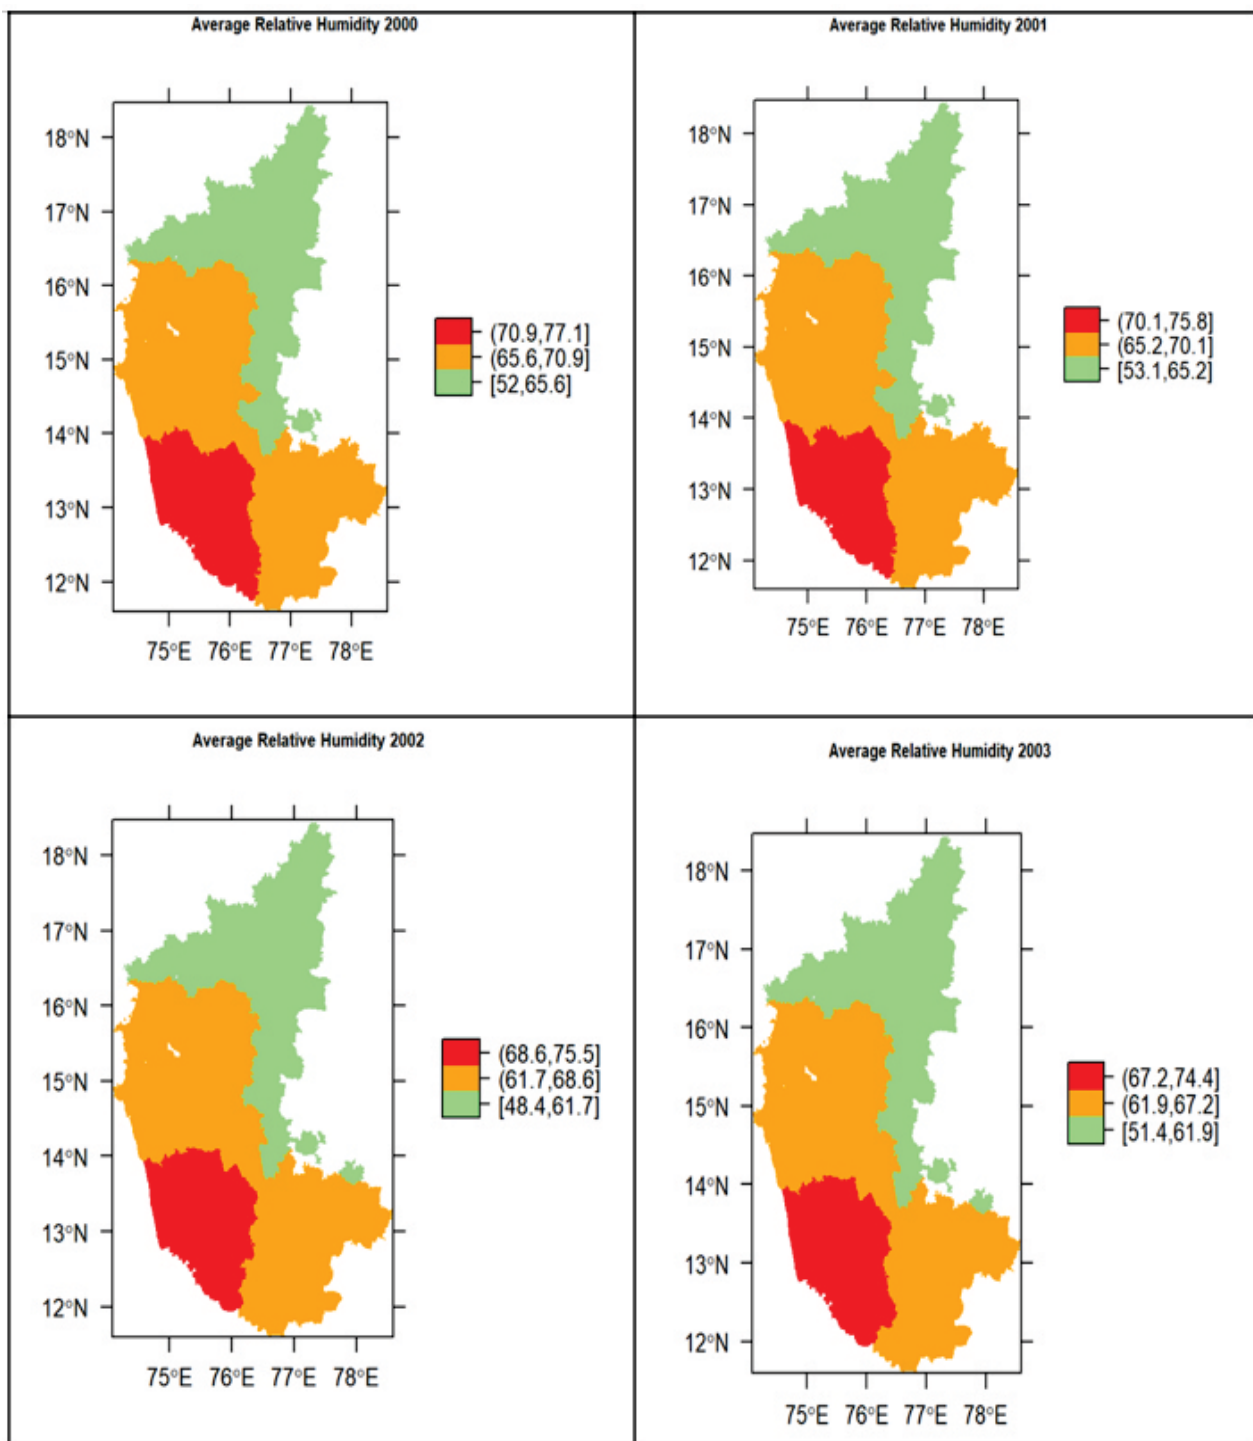 Average Relative Humidity 2000
18°N
17°N
16°N
15°N
14°N
13°N
12°N
75°E 76°E 77°E 78°E
(70.9,77.1]
(65.6,70.9]
[52,65.6]
Average Relative Humidity 2001
18°N
17°N
16°N
15°N
14°N
13°N
12°N
75°E 76°E 77°E 78°E
(70.1,75.8]
(65.2,70.1]
[53.1,65.2]
Average Relative Humidity 2002
18°N
17°N
16°N
15°N
14°N
13°N
12°N
75°E 76°E 77°E 78°E
(68.6,75.5]
(61.7,68.6]
[48.4,61.7]
Average Relative Humidity 2003
18°N
17°N
16°N
15°N
14°N
13°N
12°N
75°E 76°E 77°E 78°E
(67.2,74.4]
(61.9,67.2]
[51.4,61.9]